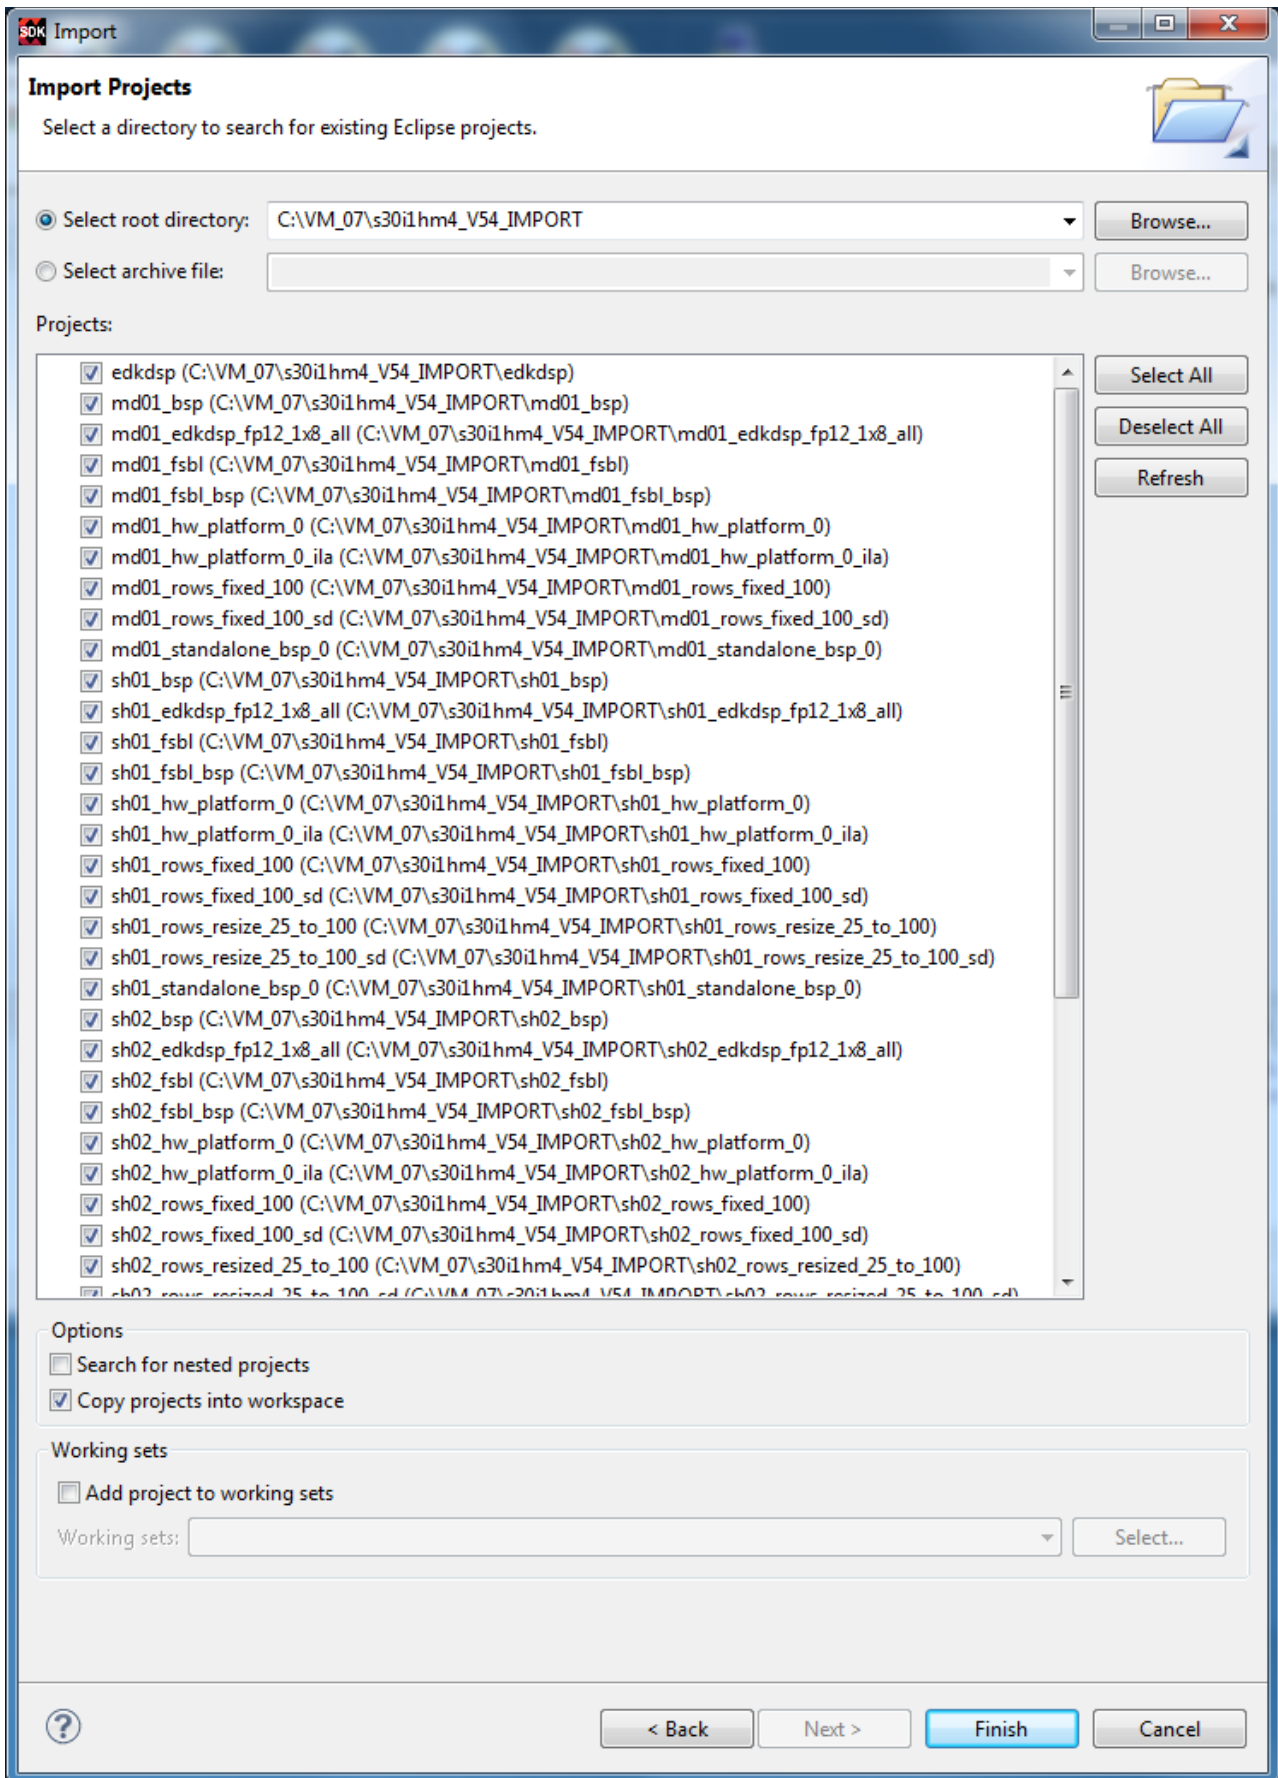 SDK Import
Import Projects
Select a directory to search for existing Eclipse projects.
Select root directory: C:\VM_07\s30i1hm4_V54_IMPORT Browse...
Select archive file: Browse...
Projects:
edkdsp (C:\VM_07\s30i1hm4_V54_IMPORT\edkdsp)
md01_bsp (C:\VM_07\s30i1hm4_V54_IMPORT\md01_bsp)
md01_edkdsp_fp12_1x8_all (C:\VM_07\s30i1hm4_V54_IMPORT\md01_edkdsp_fp12_1x8_all)
md01_fsbl (C:\VM_07\s30i1hm4_V54_IMPORT\md01_fsbl)
md01_fsbl_bsp (C:\VM_07\s30i1hm4_V54_IMPORT\md01_fsbl_bsp)
md01_hw_platform_0 (C:\VM_07\s30i1hm4_V54_IMPORT\md01_hw_platform_0)
md01_hw_platform_0_ila (C:\VM_07\s30i1hm4_V54_IMPORT\md01_hw_platform_0_ila)
md01_rows_fixed_100 (C:\VM_07\s30i1hm4_V54_IMPORT\md01_rows_fixed_100)
md01_rows_fixed_100_sd (C:\VM_07\s30i1hm4_V54_IMPORT\md01_rows_fixed_100_sd)
md01_standalone_bsp_0 (C:\VM_07\s30i1hm4_V54_IMPORT\md01_standalone_bsp_0)
sh01_bsp (C:\VM_07\s30i1hm4_V54_IMPORT\sh01_bsp)
sh01_edkdsp_fp12_1x8_all (C:\VM_07\s30i1hm4_V54_IMPORT\sh01_edkdsp_fp12_1x8_all)
sh01_fsbl (C:\VM_07\s30i1hm4_V54_IMPORT\sh01_fsbl)
sh01_fsbl_bsp (C:\VM_07\s30i1hm4_V54_IMPORT\sh01_fsbl_bsp)
sh01_hw_platform_0 (C:\VM_07\s30i1hm4_V54_IMPORT\sh01_hw_platform_0)
sh01_hw_platform_0_ila (C:\VM_07\s30i1hm4_V54_IMPORT\sh01_hw_platform_0_ila)
sh01_rows_fixed_100 (C:\VM_07\s30i1hm4_V54_IMPORT\sh01_rows_fixed_100)
sh01_rows_fixed_100_sd (C:\VM_07\s30i1hm4_V54_IMPORT\sh01_rows_fixed_100_sd)
sh01_rows_resize_25_to_100 (C:\VM_07\s30i1hm4_V54_IMPORT\sh01_rows_resize_25_to_100)
sh01_rows_resize_25_to_100_sd (C:\VM_07\s30i1hm4_V54_IMPORT\sh01_rows_resize_25_to_100_sd)
sh01_standalone_bsp_0 (C:\VM_07\s30i1hm4_V54_IMPORT\sh01_standalone_bsp_0)
sh02_bsp (C:\VM_07\s30i1hm4_V54_IMPORT\sh02_bsp)
sh02_edkdsp_fp12_1x8_all (C:\VM_07\s30i1hm4_V54_IMPORT\sh02_edkdsp_fp12_1x8_all)
sh02_fsbl (C:\VM_07\s30i1hm4_V54_IMPORT\sh02_fsbl)
sh02_fsbl_bsp (C:\VM_07\s30i1hm4_V54_IMPORT\sh02_fsbl_bsp)
sh02_hw_platform_0 (C:\VM_07\s30i1hm4_V54_IMPORT\sh02_hw_platform_0)
sh02_hw_platform_0_ila (C:\VM_07\s30i1hm4_V54_IMPORT\sh02_hw_platform_0_ila)
sh02_rows_fixed_100 (C:\VM_07\s30i1hm4_V54_IMPORT\sh02_rows_fixed_100)
sh02_rows_fixed_100_sd (C:\VM_07\s30i1hm4_V54_IMPORT\sh02_rows_fixed_100_sd)
sh02_rows_resized_25_to_100 (C:\VM_07\s30i1hm4_V54_IMPORT\sh02_rows_resized_25_to_100)
sh02_rows_resized_25_to_100_sd (C:\VM_07\s30i1hm4_V54_IMPORT\sh02_rows_resized_25_to_100_sd)
Select All
Deselect All
Refresh
Options
Search for nested projects
Copy projects into workspace
Working sets
Add project to working sets
Working sets: Select...
? < Back Next > Finish Cancel